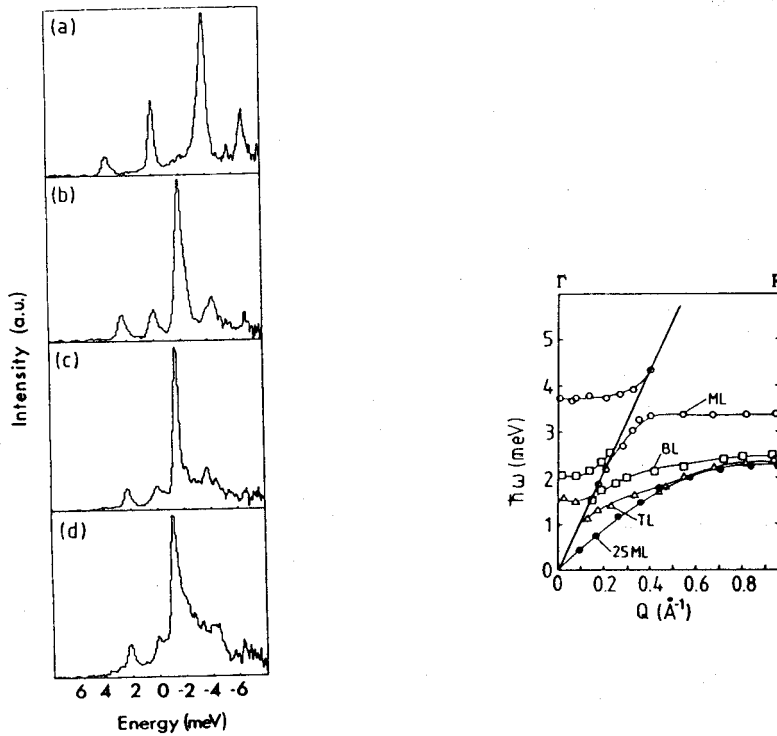 (a)
(b)
(c)
(d)
Intensity (a.u.)
6 4 2 0 -2 -4 -6
Energy (meV)
Γ
5
4
3
2
1
0
ħω (meV)
ML
BL
TL
25ML
0 0.2 0.4 0.6 0.8
Q (Å⁻¹)